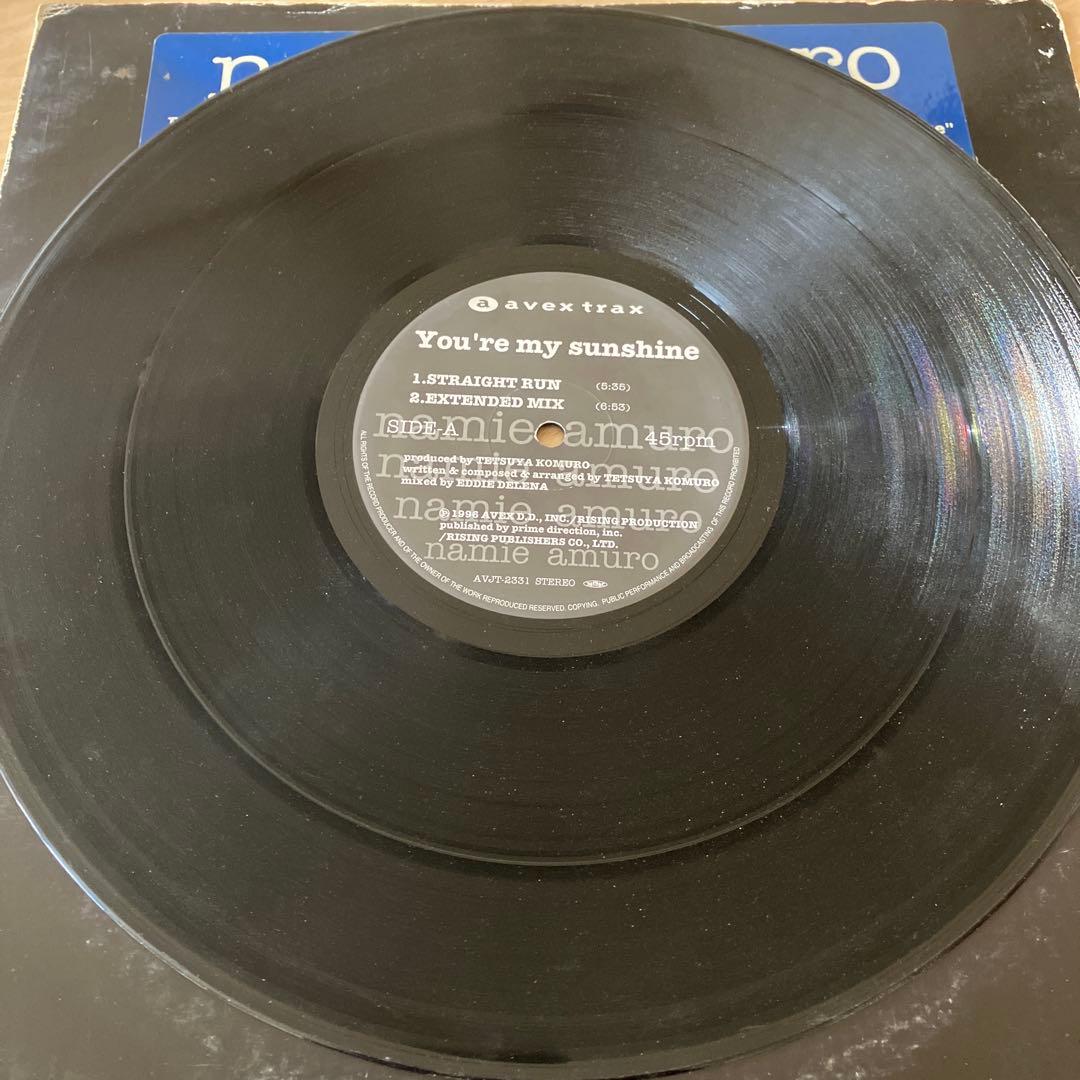 ro
e"
a avex trax
You're my sunshine
1.STRAIGHT RUN (5:35)
2.EXTENDED MIX (6:53)
namie amuro
SIDE-A 45rpm
produced by TETSUYA KOMURO
namie amuro
written & composed & arranged by TETSUYA KOMURO
mixed by EDDIE DELENA
namie amuro
Ⓟ1996 AVEX D.D., INC./RISING PRODUCTION
published by prime direction, inc.
/RISING PUBLISHERS CO., LTD.
namie amuro
AVJT-2331 STEREO
ALL RIGHTS OF THE RECORD PRODUCER AND OF THE OWNER OF THE WORK REPRODUCED RESERVED. COPYING. PUBLIC PERFORMANCE AND BROADCASTING OF THIS RECORD PROHIBITED